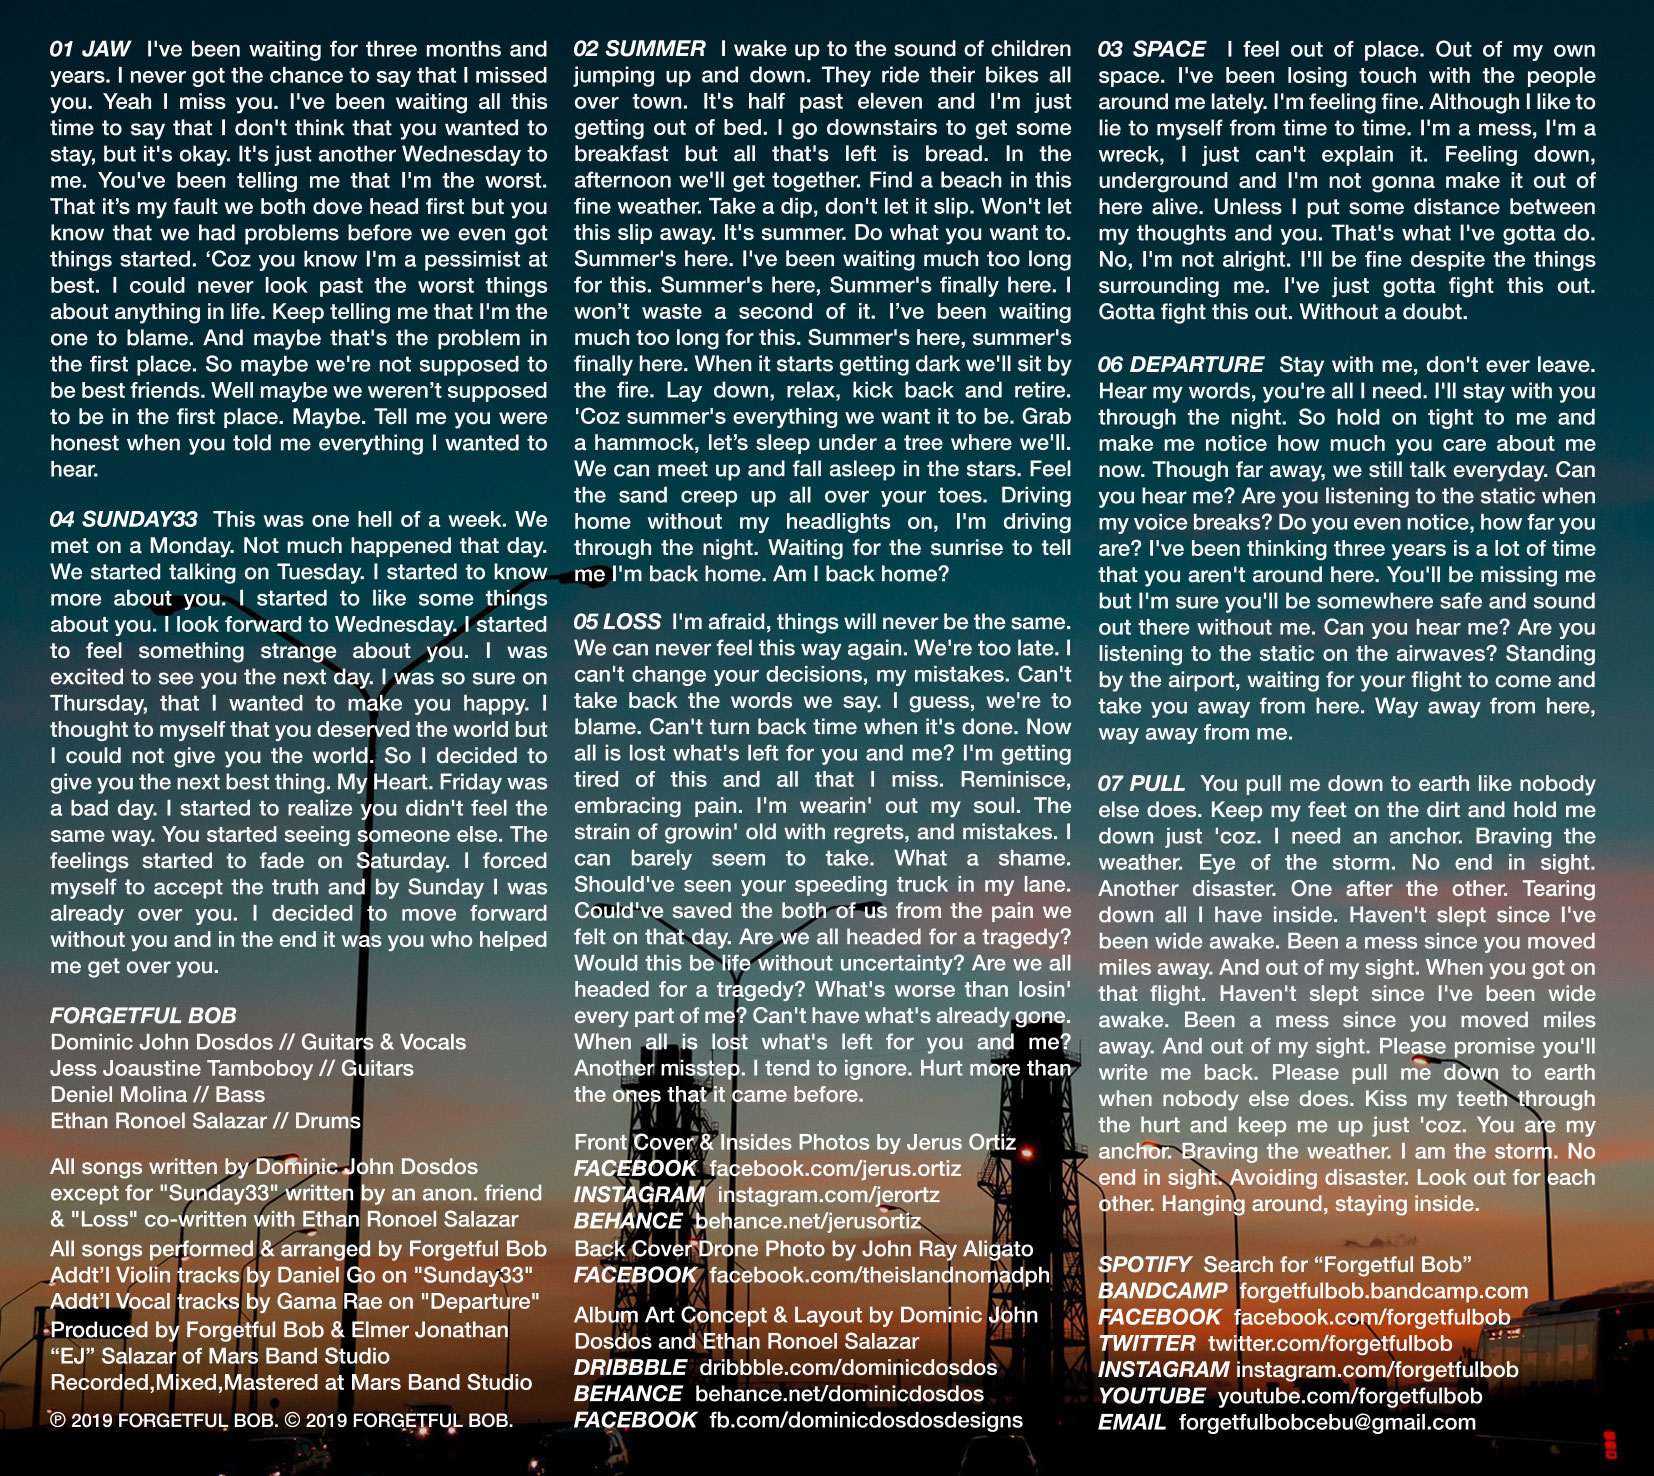 01 JAW I've been waiting for three months and
years. I never got the chance to say that I missed
you. Yeah I miss you. I've been waiting all this
time to say that I don't think that you wanted to
stay, but it's okay. It's just another Wednesday to
me. You've been telling me that I'm the worst.
That it’s my fault we both dove head first but you
know that we had problems before we even got
things started. ‘Coz you know I'm a pessimist at
best. I could never look past the worst things
about anything in life. Keep telling me that I'm the
one to blame. And maybe that's the problem in
the first place. So maybe we're not supposed to
be best friends. Well maybe we weren’t supposed
to be in the first place. Maybe. Tell me you were
honest when you told me everything I wanted to
hear.
02 SUMMER I wake up to the sound of children
jumping up and down. They ride their bikes all
over town. It's half past eleven and I'm just
getting out of bed. I go downstairs to get some
breakfast but all that's left is bread. In the
afternoon we'll get together. Find a beach in this
fine weather. Take a dip, don't let it slip. Won't let
this slip away. It's summer. Do what you want to.
Summer's here. I've been waiting much too long
for this. Summer's here, Summer's finally here. I
won’t waste a second of it. I’ve been waiting
much too long for this. Summer's here, summer's
finally here. When it starts getting dark we'll sit by
the fire. Lay down, relax, kick back and retire.
'Coz summer's everything we want it to be. Grab
a hammock, let’s sleep under a tree where we'll.
We can meet up and fall asleep in the stars. Feel
the sand creep up all over your toes. Driving
home without my headlights on, I'm driving
through the night. Waiting for the sunrise to tell
me I'm back home. Am I back home?
03 SPACE I feel out of place. Out of my own
space. I've been losing touch with the people
around me lately. I'm feeling fine. Although I like to
lie to myself from time to time. I'm a mess, I'm a
wreck, I just can't explain it. Feeling down,
underground and I'm not gonna make it out of
here alive. Unless I put some distance between
my thoughts and you. That's what I've gotta do.
No, I'm not alright. I'll be fine despite the things
surrounding me. I've just gotta fight this out.
Gotta fight this out. Without a doubt.
04 SUNDAY33 This was one hell of a week. We
met on a Monday. Not much happened that day.
We started talking on Tuesday. I started to know
more about you. I started to like some things
about you. I look forward to Wednesday. I started
to feel something strange about you. I was
excited to see you the next day. I was so sure on
Thursday, that I wanted to make you happy. I
thought to myself that you deserved the world but
I could not give you the world. So I decided to
give you the next best thing. My Heart. Friday was
a bad day. I started to realize you didn't feel the
same way. You started seeing someone else. The
feelings started to fade on Saturday. I forced
myself to accept the truth and by Sunday I was
already over you. I decided to move forward
without you and in the end it was you who helped
me get over you.
05 LOSS I'm afraid, things will never be the same.
We can never feel this way again. We're too late. I
can't change your decisions, my mistakes. Can't
take back the words we say. I guess, we're to
blame. Can't turn back time when it's done. Now
all is lost what's left for you and me? I'm getting
tired of this and all that I miss. Reminisce,
embracing pain. I'm wearin' out my soul. The
strain of growin' old with regrets, and mistakes. I
can barely seem to take. What a shame.
Should've seen your speeding truck in my lane.
Could've saved the both of us from the pain we
felt on that day. Are we all headed for a tragedy?
Would this be life without uncertainty? Are we all
headed for a tragedy? What's worse than losin'
every part of me? Can't have what's already gone.
When all is lost what's left for you and me?
Another misstep. I tend to ignore. Hurt more than
the ones that it came before.
06 DEPARTURE Stay with me, don't ever leave.
Hear my words, you're all I need. I'll stay with you
through the night. So hold on tight to me and
make me notice how much you care about me
now. Though far away, we still talk everyday. Can
you hear me? Are you listening to the static when
my voice breaks? Do you even notice, how far you
are? I've been thinking three years is a lot of time
that you aren't around here. You'll be missing me
but I'm sure you'll be somewhere safe and sound
out there without me. Can you hear me? Are you
listening to the static on the airwaves? Standing
by the airport, waiting for your flight to come and
take you away from here. Way away from here,
way away from me.
07 PULL You pull me down to earth like nobody
else does. Keep my feet on the dirt and hold me
down just 'coz. I need an anchor. Braving the
weather. Eye of the storm. No end in sight.
Another disaster. One after the other. Tearing
down all I have inside. Haven't slept since I've
been wide awake. Been a mess since you moved
miles away. And out of my sight. When you got on
that flight. Haven't slept since I've been wide
awake. Been a mess since you moved miles
away. And out of my sight. Please promise you'll
write me back. Please pull me down to earth
when nobody else does. Kiss my teeth through
the hurt and keep me up just 'coz. You are my
anchor. Braving the weather. I am the storm. No
end in sight. Avoiding disaster. Look out for each
other. Hanging around, staying inside.
FORGETFUL BOB
Dominic John Dosdos // Guitars & Vocals
Jess Joaustine Tamboboy // Guitars
Deniel Molina // Bass
Ethan Ronoel Salazar // Drums
All songs written by Dominic John Dosdos
except for "Sunday33" written by an anon. friend
& "Loss" co-written with Ethan Ronoel Salazar
All songs performed & arranged by Forgetful Bob
Addt’l Violin tracks by Daniel Go on "Sunday33"
Addt’l Vocal tracks by Gama Rae on "Departure"
Produced by Forgetful Bob & Elmer Jonathan
“EJ” Salazar of Mars Band Studio
Recorded,Mixed,Mastered at Mars Band Studio
℗ 2019 FORGETFUL BOB. © 2019 FORGETFUL BOB.
Front Cover & Insides Photos by Jerus Ortiz
FACEBOOK facebook.com/jerus.ortiz
INSTAGRAM instagram.com/jerortz
BEHANCE behance.net/jerusortiz
Back Cover Drone Photo by John Ray Aligato
FACEBOOK facebook.com/theislandnomadph
Album Art Concept & Layout by Dominic John
Dosdos and Ethan Ronoel Salazar
DRIBBBLE dribbble.com/dominicdosdos
BEHANCE behance.net/dominicdosdos
FACEBOOK fb.com/dominicdosdosdesigns
SPOTIFY Search for “Forgetful Bob”
BANDCAMP forgetfulbob.bandcamp.com
FACEBOOK facebook.com/forgetfulbob
TWITTER twitter.com/forgetfulbob
INSTAGRAM instagram.com/forgetfulbob
YOUTUBE youtube.com/forgetfulbob
EMAIL forgetfulbobcebu@gmail.com